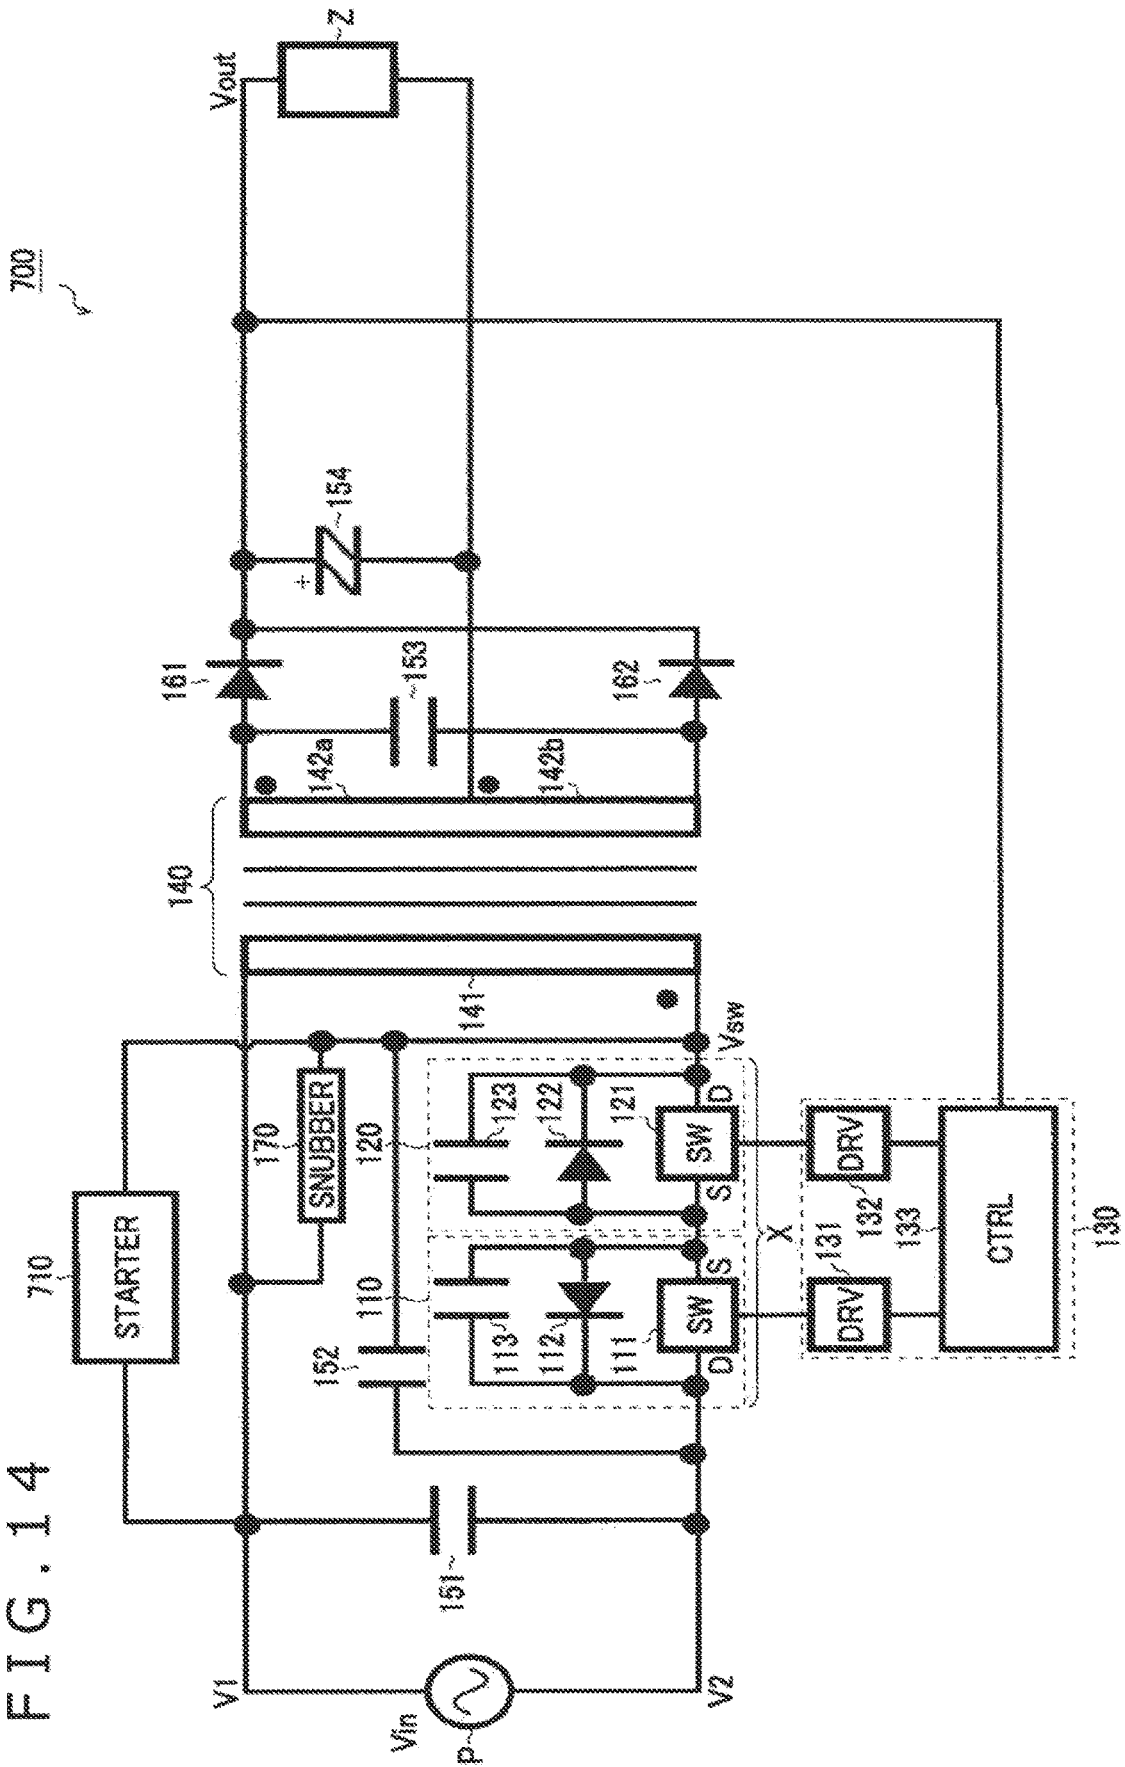 FIG.14
700
710
STARTER
170
SNUBBER
140
161
Vout
Z
V1
Vin
P
V2
151
152
110
113
112
111
SW
D
S
120
123
122
121
SW
S
D
X
Vsw
141
142a
142b
153
162
+
154
131
DRV
132
DRV
133
CTRL
130